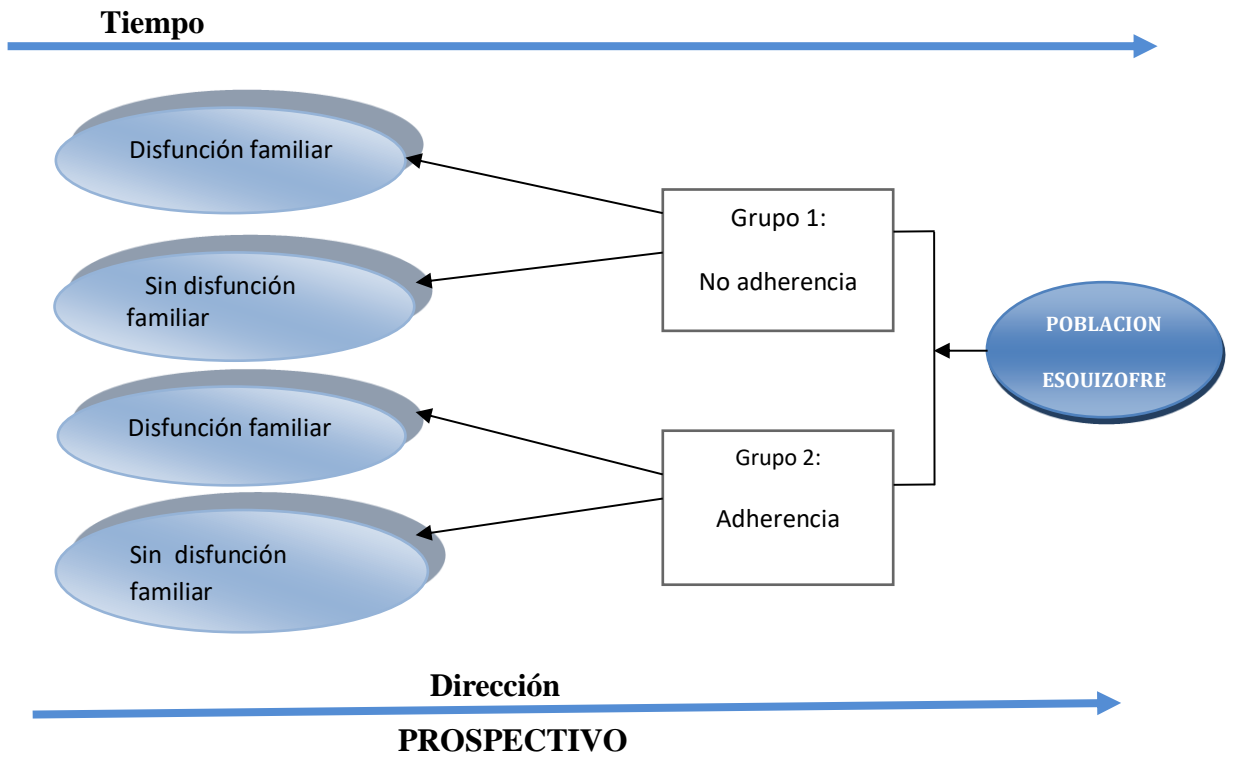 Tiempo
Disfunción familiar
Sin disfunción
familiar
Disfunción familiar
Sin disfunción
familiar
Grupo 1:
No adherencia
Grupo 2:
Adherencia
POBLACION
ESQUIZOFRE
Dirección
PROSPECTIVO